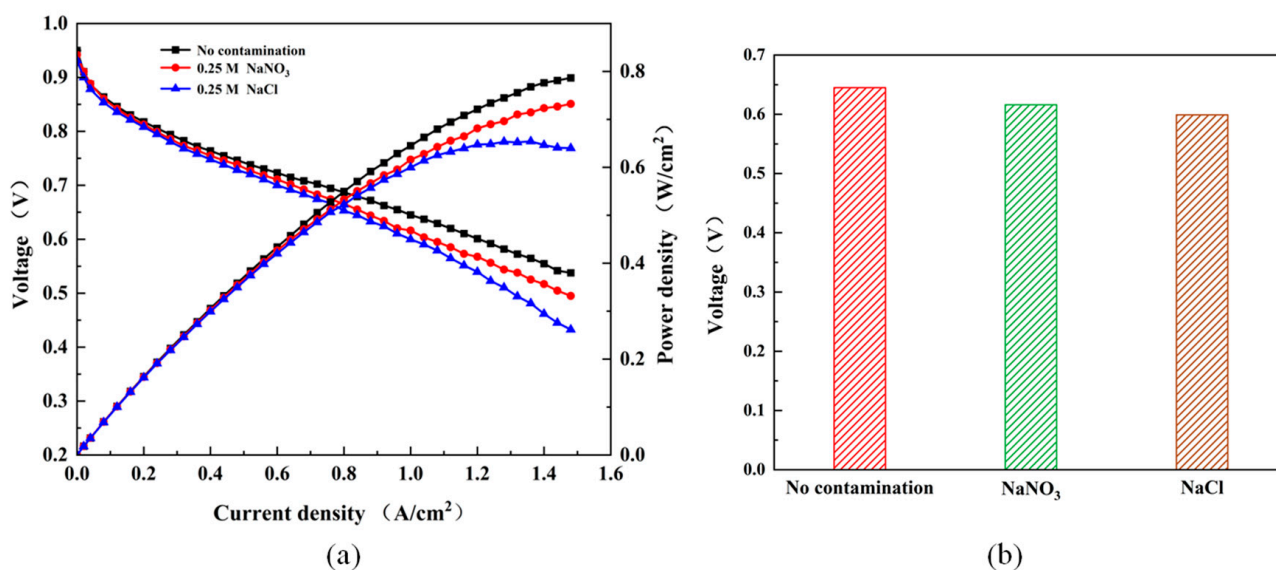 1.0
0.9
0.8
0.7
0.6
0.5
0.4
0.3
0.2
Voltage（V）
No contamination
0.25 M NaNO₃
0.25 M NaCl
0.8
0.6
0.4
0.2
0.0
Power density （W/cm²）
0.0 0.2 0.4 0.6 0.8 1.0 1.2 1.4 1.6
Current density （A/cm²）
(a)
0.7
0.6
0.5
0.4
0.3
0.2
0.1
0.0
Voltage（V）
No contamination NaNO₃ NaCl
(b)